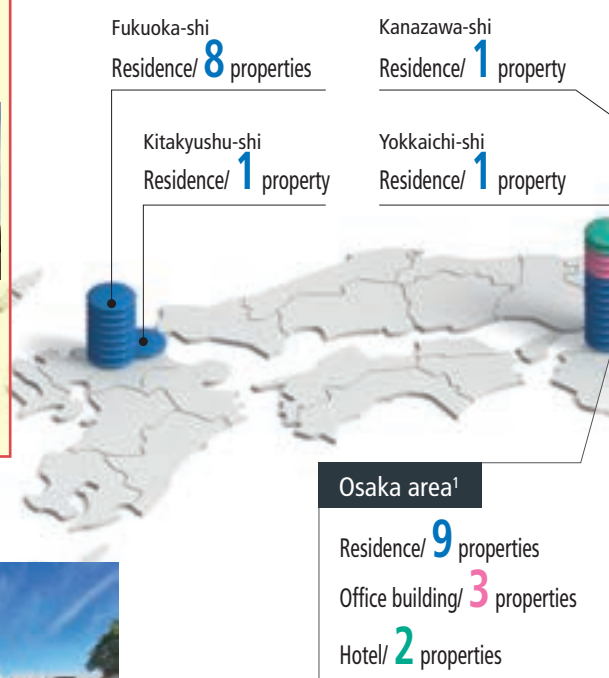 Fukuoka-shi
Residence/ 8 properties
Kitakyushu-shi
Residence/ 1 property
Kanazawa-shi
Residence/ 1 property
Yokkaichi-shi
Residence/ 1 property
Osaka area¹
Residence/ 9 properties
Office building/ 3 properties
Hotel/ 2 properties